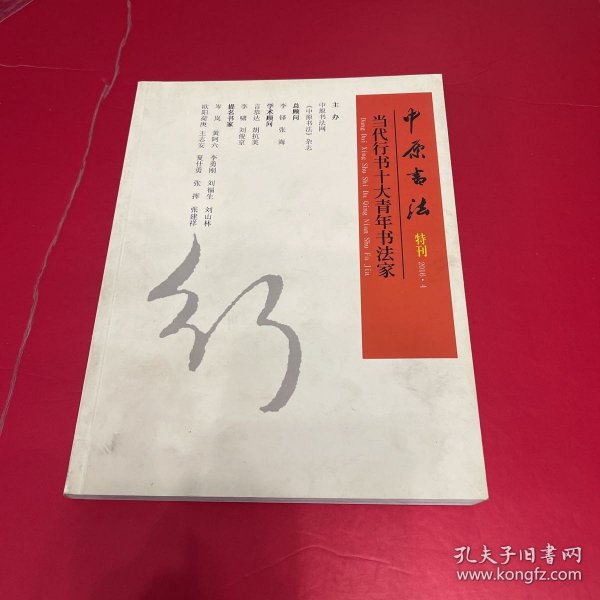 中原书法
特刊
2016·4
当代行书十大青年书法家
Dang Dai Xing Shu Shi Da Qing Nian Shu Fa Jia
主办
中原书法网
《中原书法》杂志
总顾问
李铎 张海
学术顾问
言恭达 胡抗美
李啸 刘俊京
提名书家
岑岚 黄阿六 李勇刚 刘福生 刘山林
欧阳荷庚 王志安 夏仕勇 张挥 张建祥
行
孔夫子旧书网
www.kongfz.com